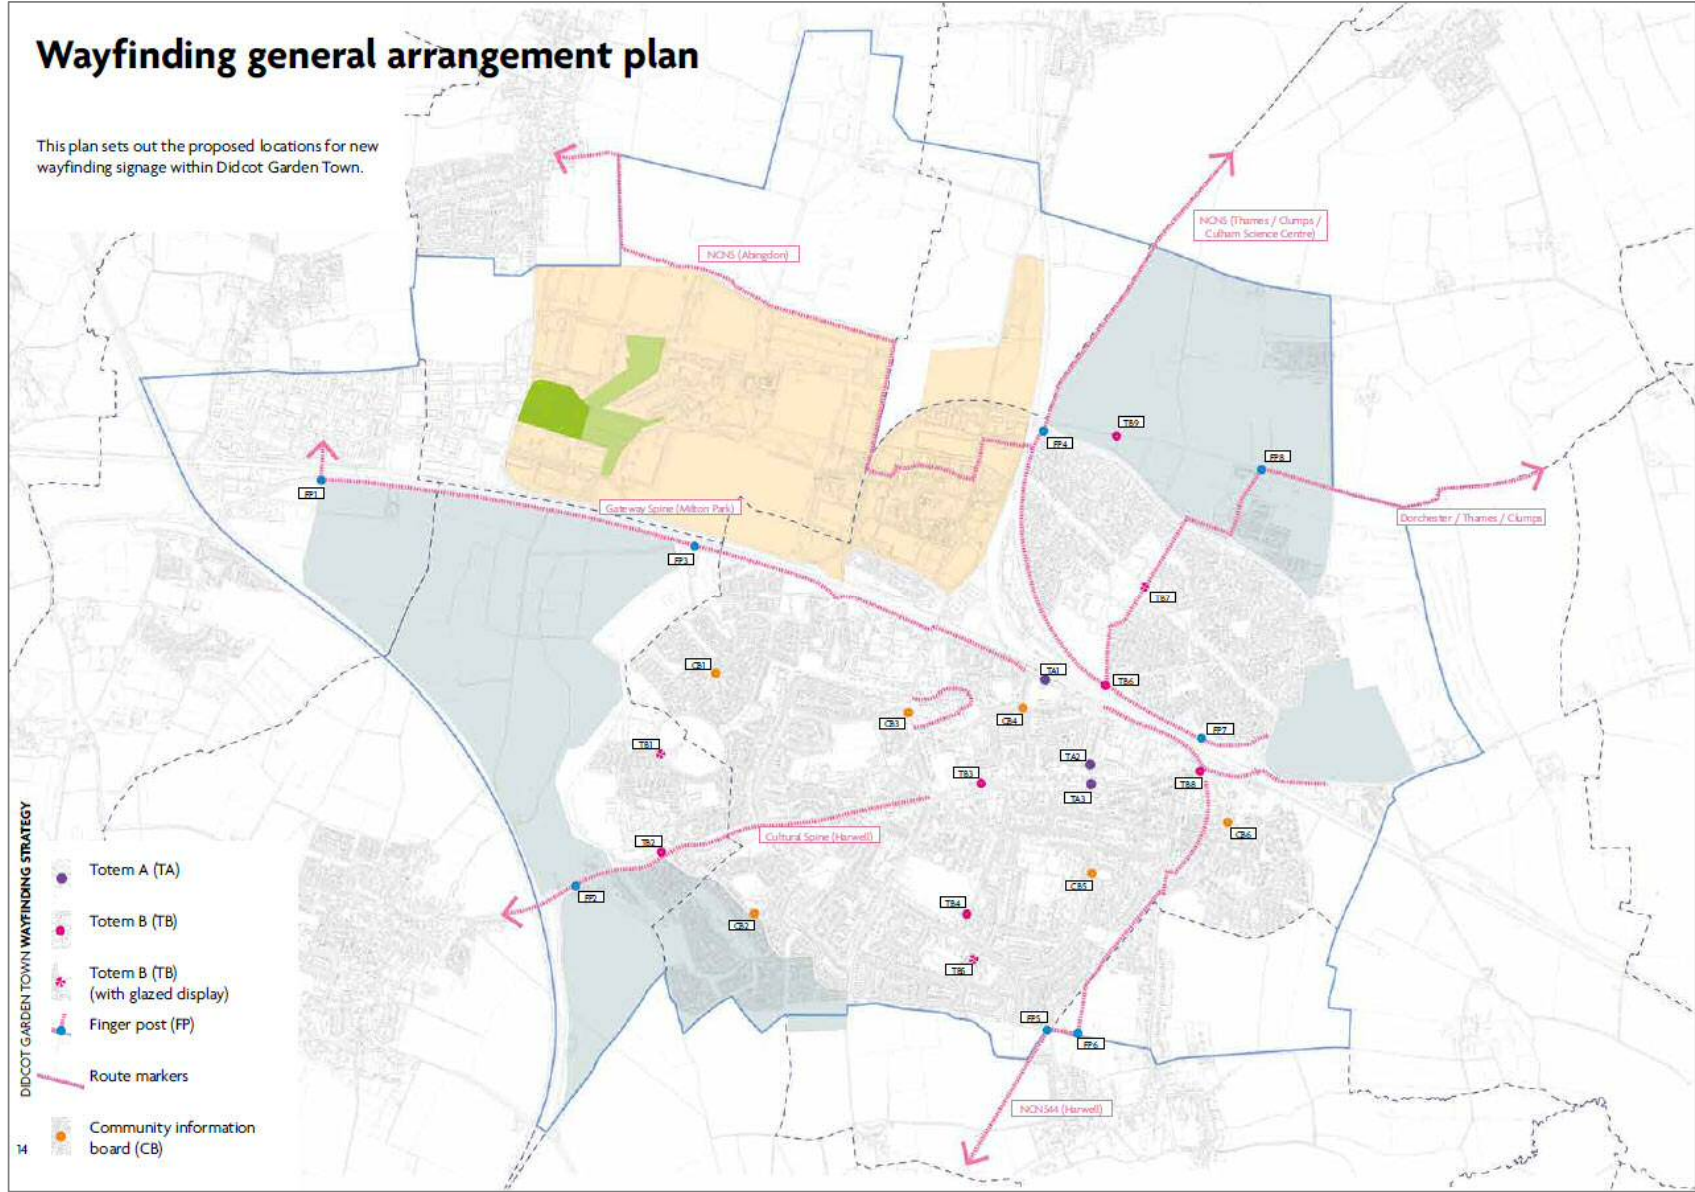 Wayfinding general arrangement plan
This plan sets out the proposed locations for new
wayfinding signage within Didcot Garden Town.
NCN5 (Thames / Clumps /
Culham Science Centre)
NCN5 (Abingdon)
TB9
FP4
FP8
FP1
Gateway Spine (Milton Park)
Dorchester / Thames / Clumps
FP3
TB7
CB1
TA1
TB6
CB3
CB4
FP7
TB1
TA2
TB3
TB8
TA3
Cultural Spine (Harwell)
CB6
TB2
CB5
FP2
TB4
CB2
TB5
FP5
FP6
NCN544 (Harwell)
Totem A (TA)
Totem B (TB)
Totem B (TB)
(with glazed display)
Finger post (FP)
Route markers
Community information
board (CB)
DIDCOT GARDEN TOWN WAYFINDING STRATEGY
14